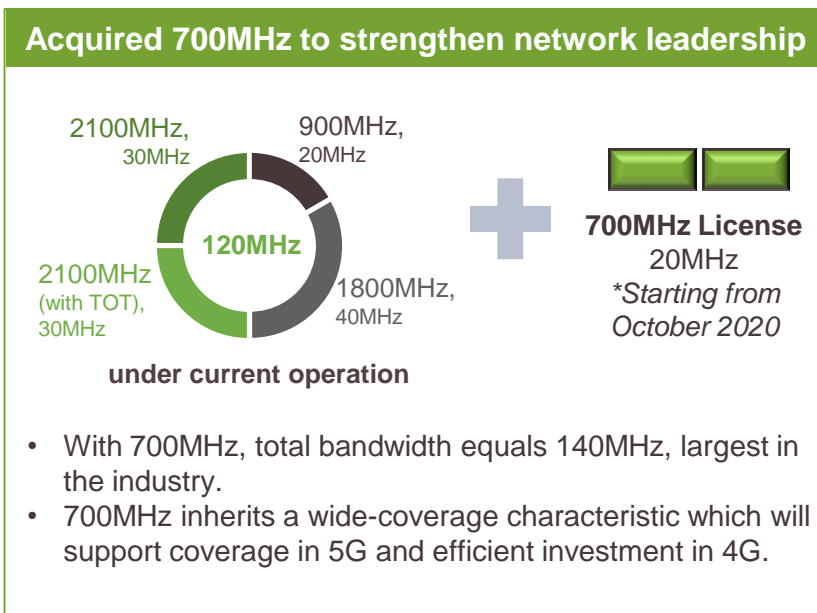 Acquired 700MHz to strengthen network leadership
2100MHz,
30MHz
900MHz,
20MHz
120MHz
2100MHz
(with TOT),
30MHz
1800MHz,
40MHz
under current operation
700MHz License
20MHz
*Starting from
October 2020
• With 700MHz, total bandwidth equals 140MHz, largest in
the industry.
• 700MHz inherits a wide-coverage characteristic which will
support coverage in 5G and efficient investment in 4G.